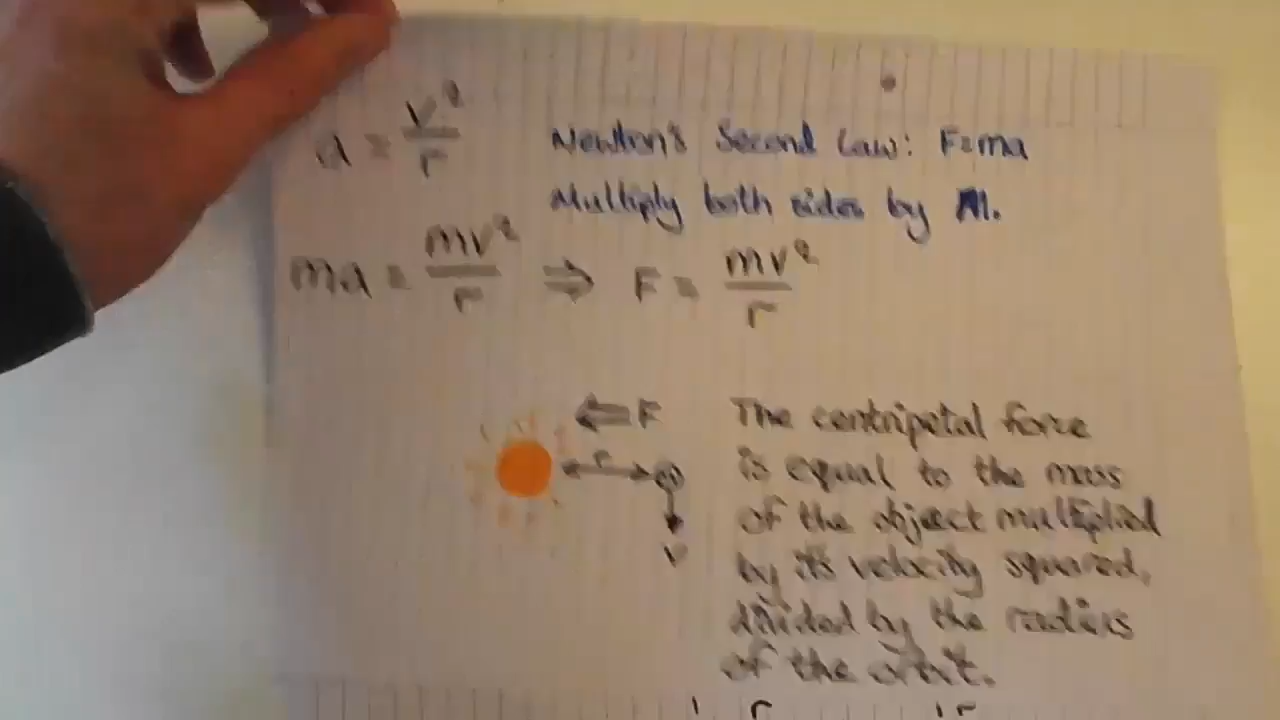 a = v²/r
Newton's Second Law: F=ma
Multiply both sides by M.
ma = mv²/r ⇒ F = mv²/r
⇐ F
r
v
The centripetal force
is equal to the mass
of the object multiplied
by its velocity squared,
divided by the radius
of the orbit.